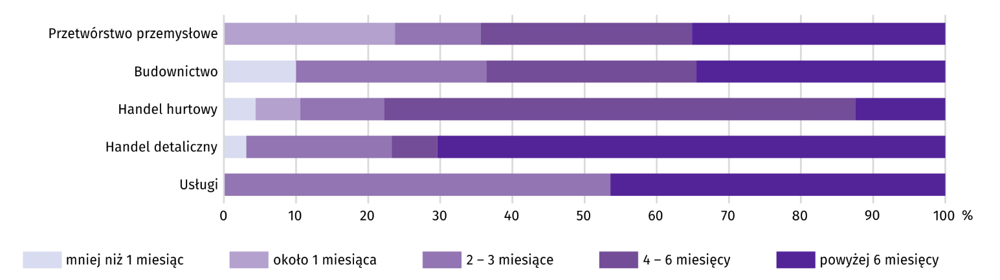 Przetwórstwo przemysłowe
Budownictwo
Handel hurtowy
Handel detaliczny
Usługi
0 10 20 30 40 50 60 70 80 90 100 %
mniej niż 1 miesiąc około 1 miesiąca 2 – 3 miesiące 4 – 6 miesięcy powyżej 6 miesięcy